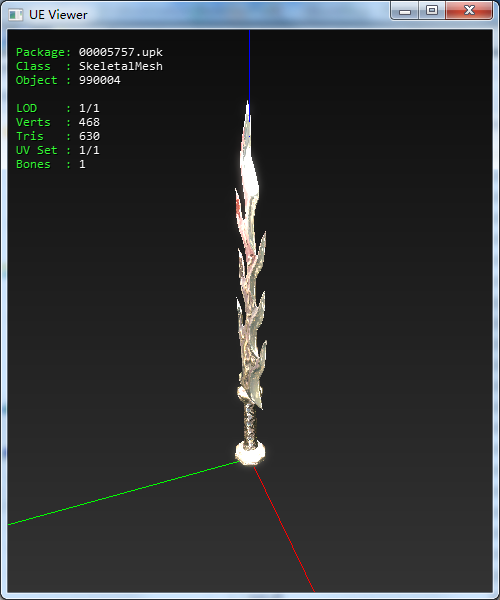 UE Viewer
Package: 00005757.upk
Class : SkeletalMesh
Object : 990004
LOD : 1/1
Verts : 468
Tris : 630
UV Set : 1/1
Bones : 1